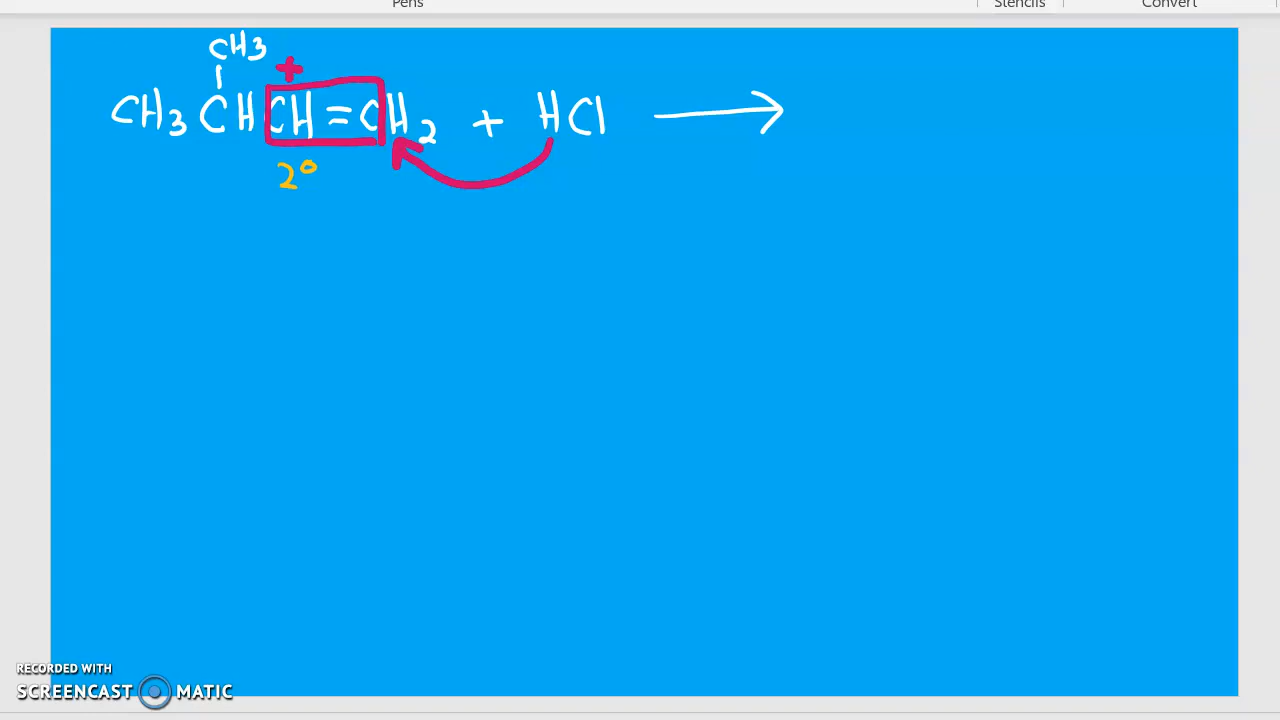 Pens Stencils Convert
CH3
+
CH3CHCH=CH2 + HCl ⟶
2°
RECORDED WITH
SCREENCAST MATIC